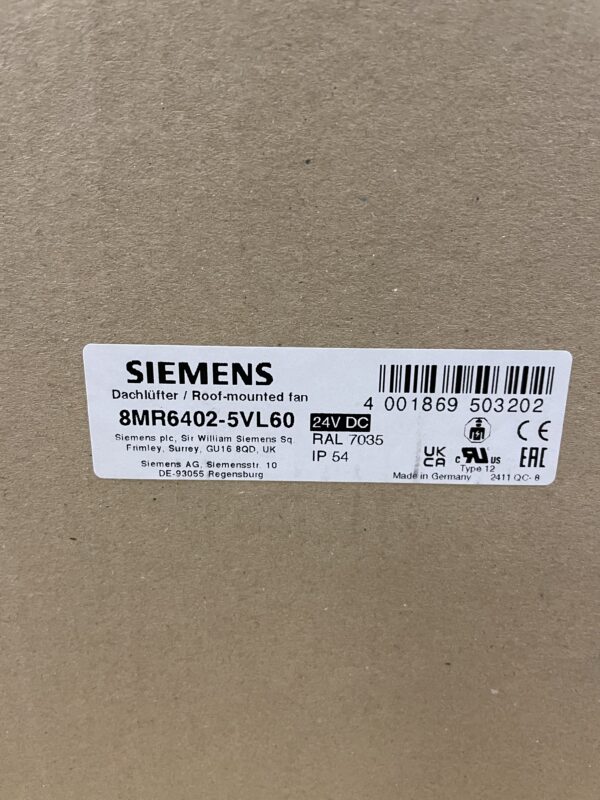 SIEMENS
Dachlüfter / Roof-mounted fan
8MR6402-5VL60
Siemens plc, Sir William Siemens Sq
Frimley, Surrey, GU16 8QD, UK
Siemens AG, Siemensstr. 10
DE-93055 Regensburg
24V DC
RAL 7035
IP 54
4 001869 503202
CE
UK
CA
c RU US
Type 12
EAC
Made in Germany 2411 QC- 8